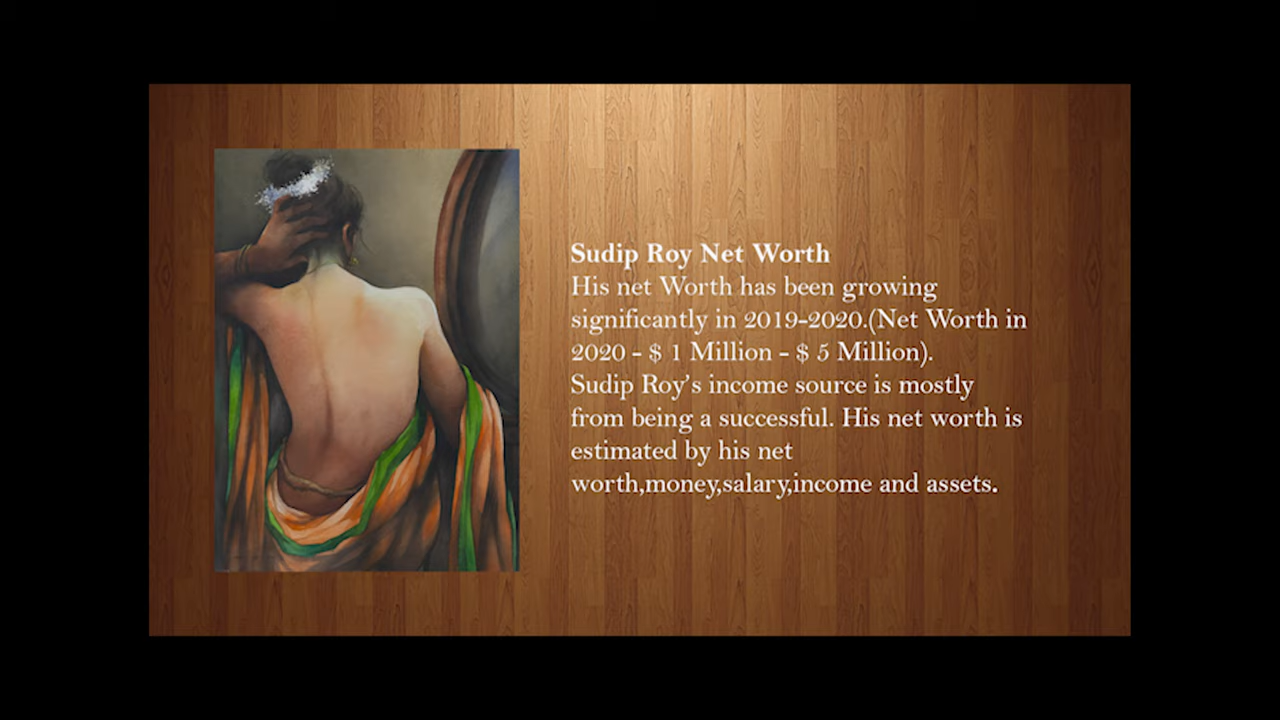 Sudip Roy Net Worth
His net Worth has been growing
significantly in 2019-2020.(Net Worth in
2020 - $ 1 Million - $ 5 Million).
Sudip Roy's income source is mostly
from being a successful. His net worth is
estimated by his net
worth,money,salary,income and assets.